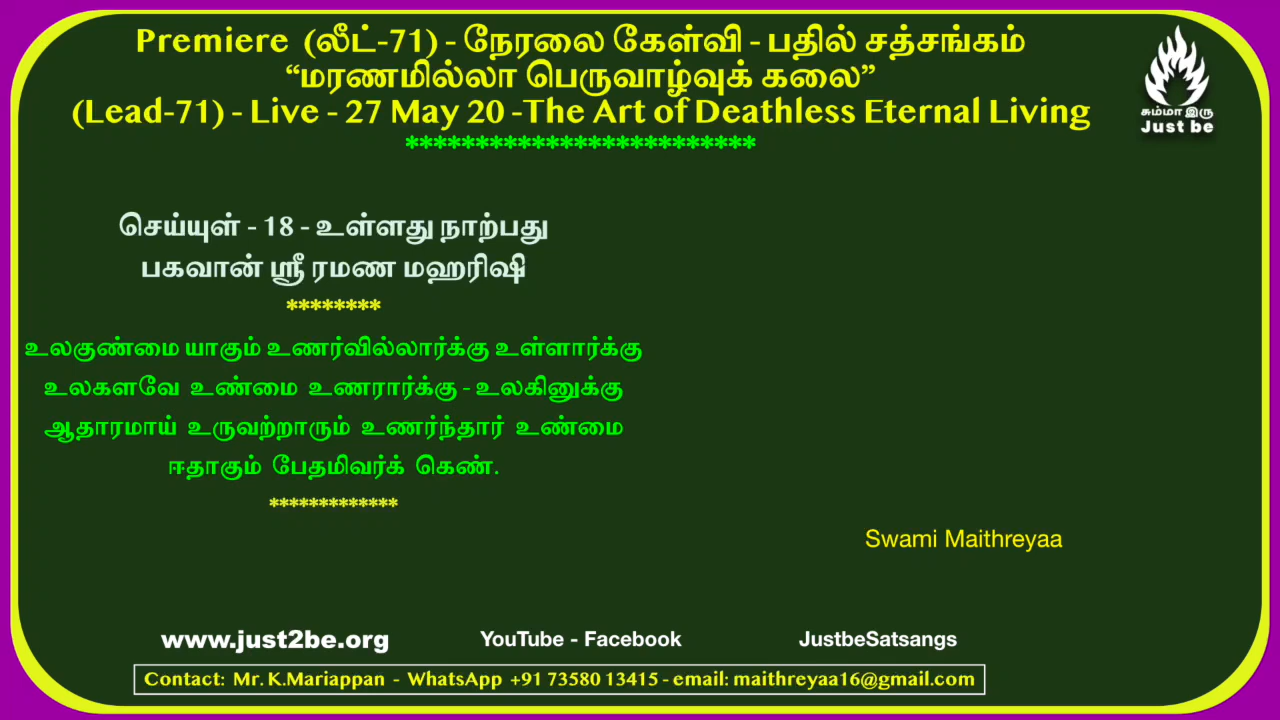 Premiere (லீட்-71) - நேரலை கேள்வி - பதில் சத்சங்கம்
“மரணமில்லா பெருவாழ்வுக் கலை”
(Lead-71) - Live - 27 May 20 -The Art of Deathless Eternal Living
*************************
சும்மா இரு
Just be
செய்யுள் - 18 - உள்ளது நாற்பது
பகவான் ஸ்ரீ ரமண மஹரிஷி
********
உலகுண்மை யாகும் உணர்வில்லார்க்கு உள்ளார்க்கு
உலகளவே உண்மை உணரார்க்கு - உலகினுக்கு
ஆதாரமாய் உருவற்றாரும் உணர்ந்தார் உண்மை
ஈதாகும் பேதமிவர்க் கெண்.
*************
Swami Maithreyaa
www.just2be.org YouTube - Facebook JustbeSatsangs
Contact: Mr. K.Mariappan - WhatsApp +91 73580 13415 - email: maithreyaa16@gmail.com